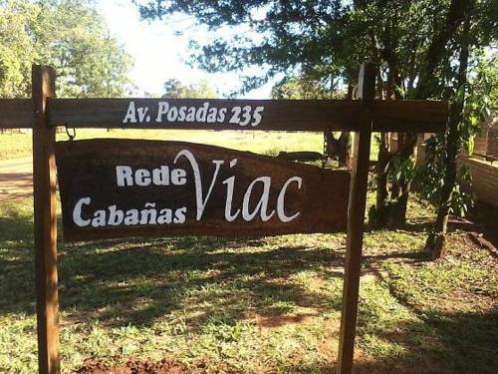 Av. Posadas 235
Rede Viac
Cabañas